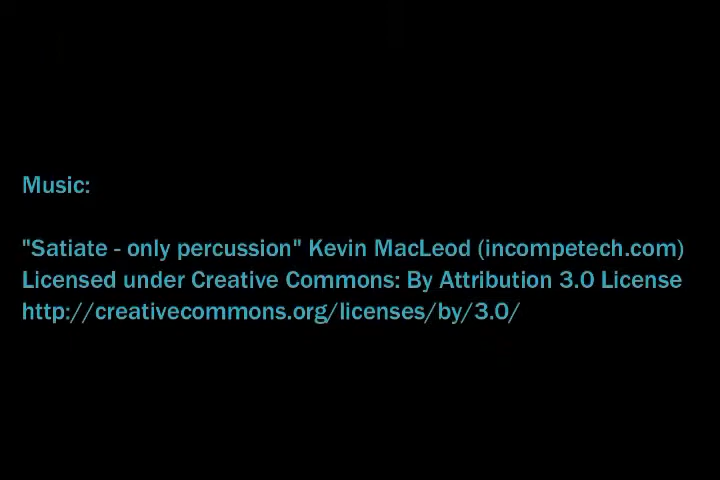 Music:
"Satiate - only percussion" Kevin MacLeod (incompetech.com)
Licensed under Creative Commons: By Attribution 3.0 License
http://creativecommons.org/licenses/by/3.0/